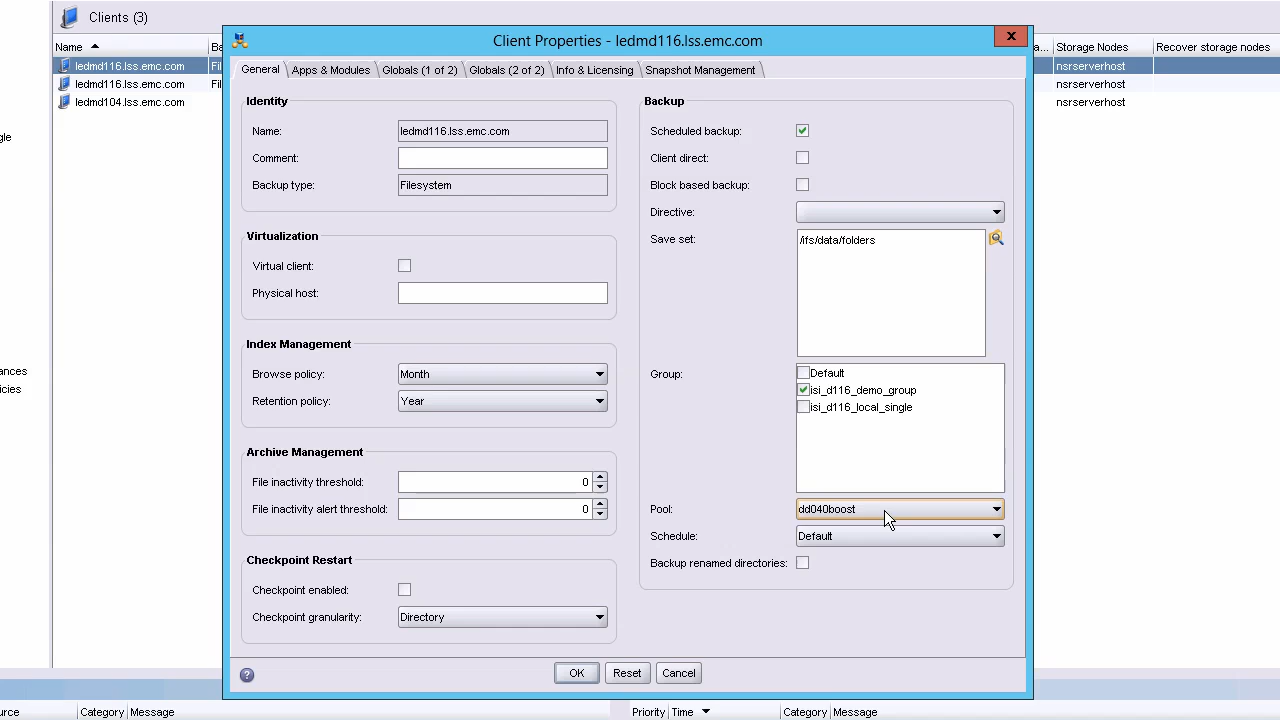 Clients (3)
Name
Ba
a...
Storage Nodes
Recover storage nodes
ledmd116.lss.emc.com
Fil
nsrserverhost
ledmd116.lss.emc.com
Fil
nsrserverhost
ledmd104.lss.emc.com
nsrserverhost
gle
ances
cies
Client Properties - ledmd116.lss.emc.com
General
Apps & Modules
Globals (1 of 2)
Globals (2 of 2)
Info & Licensing
Snapshot Management
Identity
Name:
ledmd116.lss.emc.com
Comment:
Backup type:
Filesystem
Virtualization
Virtual client:
Physical host:
Index Management
Browse policy:
Month
Retention policy:
Year
Archive Management
File inactivity threshold:
0
File inactivity alert threshold:
0
Checkpoint Restart
Checkpoint enabled:
Checkpoint granularity:
Directory
Backup
Scheduled backup:
Client direct:
Block based backup:
Directive:
Save set:
/ifs/data/folders
Group:
Default
isi_d116_demo_group
isi_d116_local_single
Pool:
dd040boost
Schedule:
Default
Backup renamed directories:
OK
Reset
Cancel
urce
Category
Message
Priority
Time
Category
Message